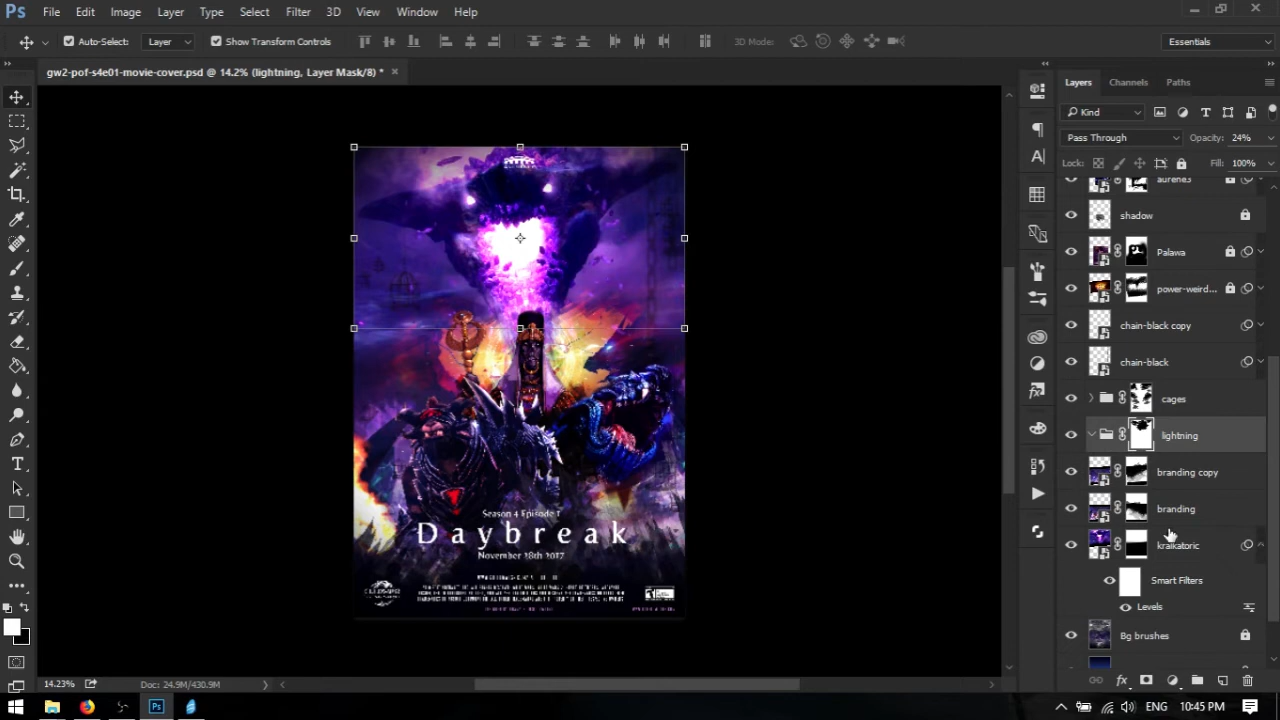 Ps File Edit Image Layer Type Select Filter 3D View Window Help
Auto-Select: Layer Show Transform Controls 3D Mode: Essentials
gw2-pof-s4e01-movie-cover.psd @ 14.2% (lightning, Layer Mask/8) *
Layers Channels Paths
Kind
Pass Through Opacity: 24%
Lock: Fill: 100%
aurene3
shadow
Palawa
power-weird...
chain-black copy
chain-black
cages
lightning
branding copy
branding
kralkatoric
Smart Filters
Levels
Bg brushes
Season 4 Episode 1
Daybreak
November 28th 2017
14.23% Doc: 24.9M/430.9M
Ps ENG 10:45 PM